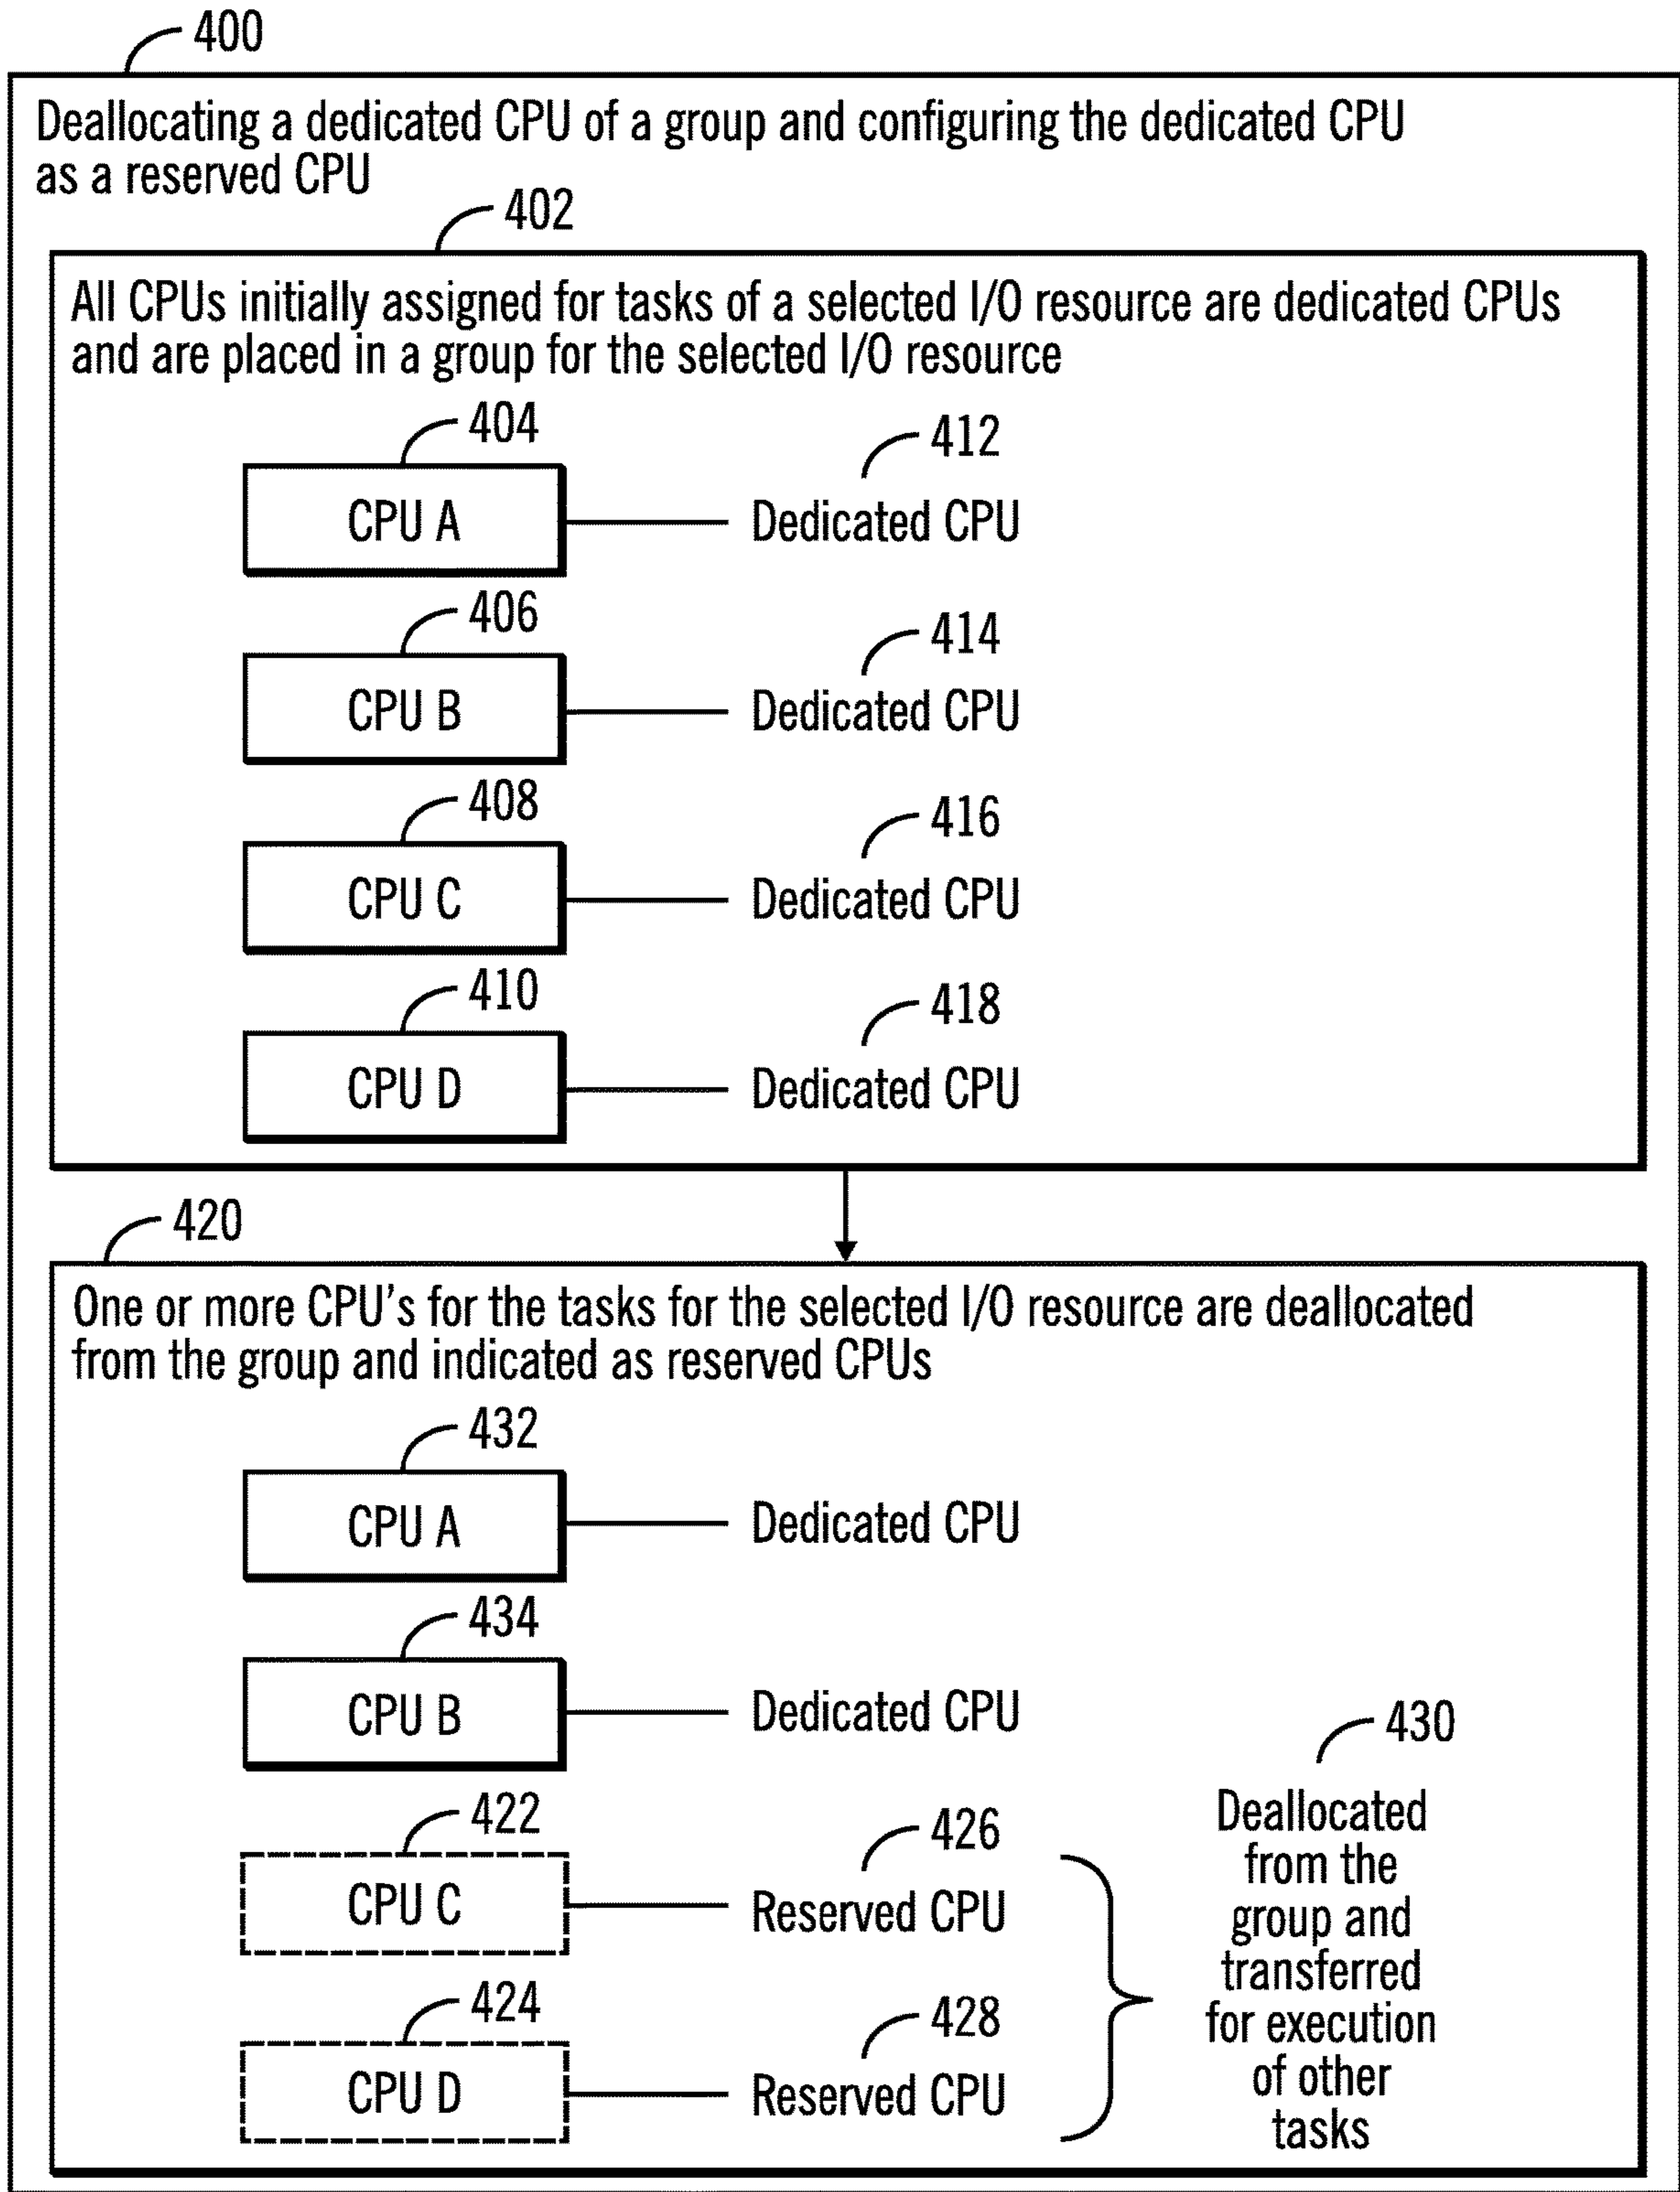 400
Deallocating a dedicated CPU of a group and configuring the dedicated CPU
as a reserved CPU
402
All CPUs initially assigned for tasks of a selected I/O resource are dedicated CPUs
and are placed in a group for the selected I/O resource
404
412
CPU A
Dedicated CPU
406
414
CPU B
Dedicated CPU
408
416
CPU C
Dedicated CPU
410
418
CPU D
Dedicated CPU
420
One or more CPU's for the tasks for the selected I/O resource are deallocated
from the group and indicated as reserved CPUs
432
CPU A
Dedicated CPU
434
CPU B
Dedicated CPU
422
426
CPU C
Reserved CPU
424
428
CPU D
Reserved CPU
430
Deallocated
from the
group and
transferred
for execution
of other
tasks